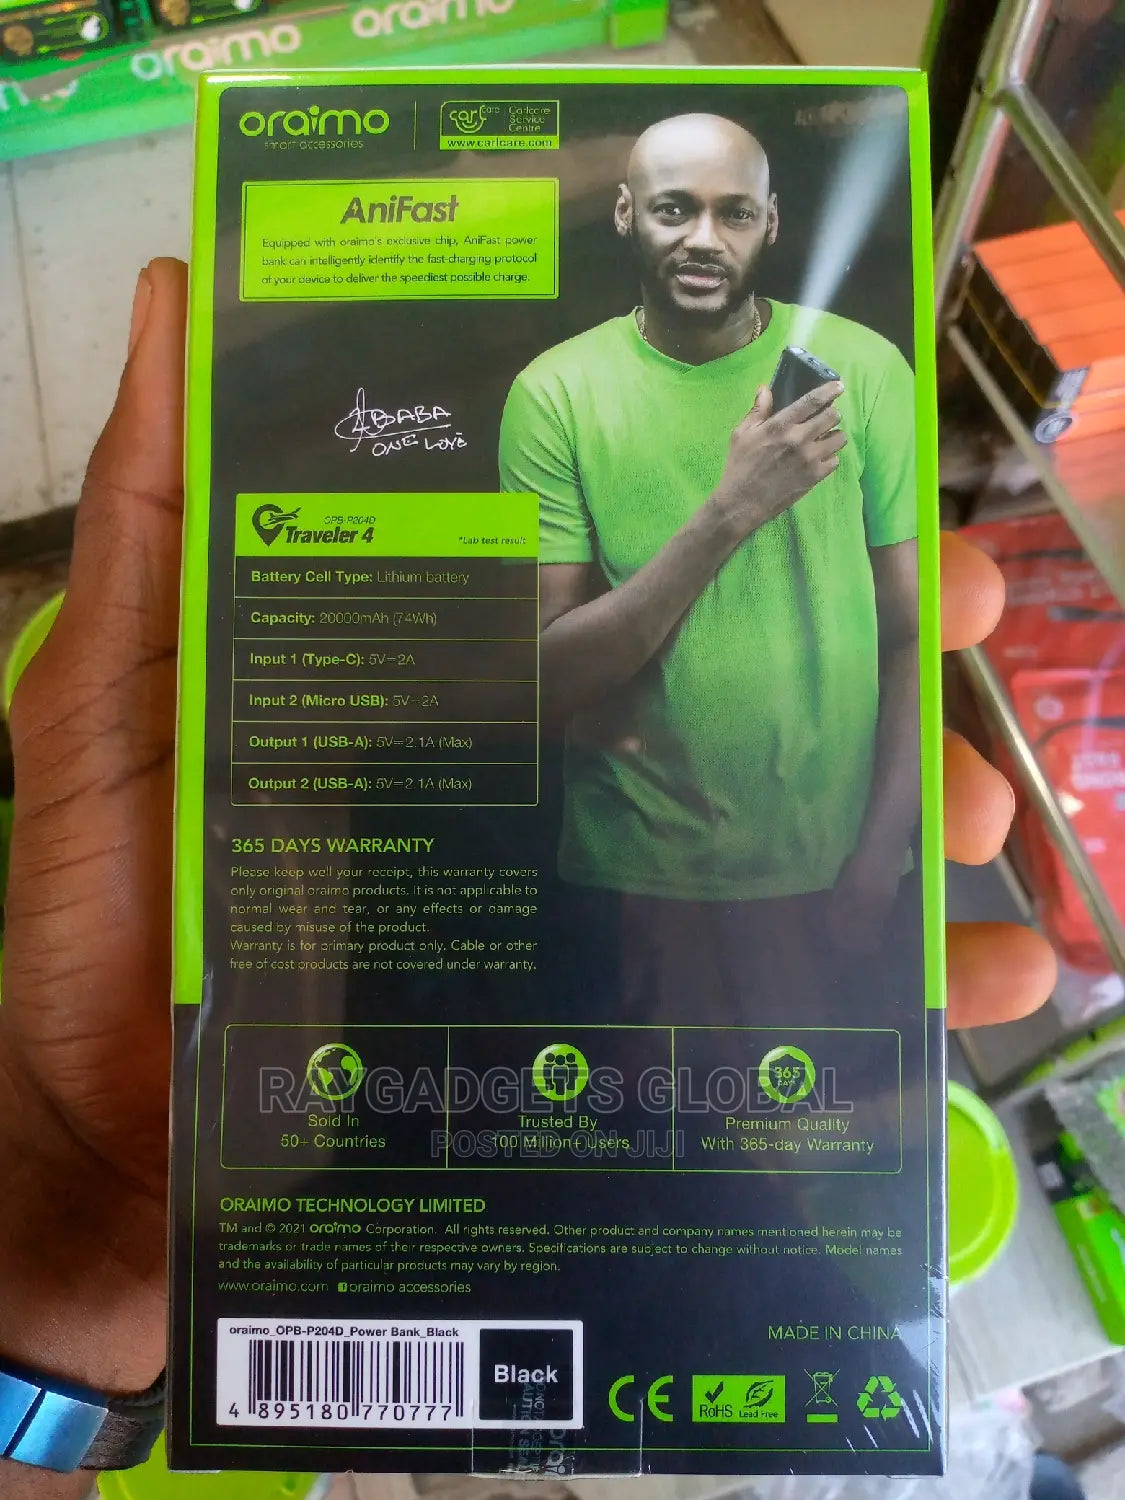 oraimo
oraimo
oraimo
smart accessories
carlcare
Carlcare
Service
Centre
www.carlcare.com
AniFast
Equipped with oraimo's exclusive chip, AniFast power
bank can intelligently identify the fast-charging protocol
of your device to deliver the speediest possible charge.
2BABA
ONE LOVE
OPB-P204D
Traveler 4
*Lab test result
Battery Cell Type: Lithium battery
Capacity: 20000mAh (74Wh)
Input 1 (Type-C): 5V⎓2A
Input 2 (Micro USB): 5V⎓2A
Output 1 (USB-A): 5V⎓2.1A (Max)
Output 2 (USB-A): 5V⎓2.1A (Max)
365 DAYS WARRANTY
Please keep well your receipt, this warranty covers
only original oraimo products. It is not applicable to
normal wear and tear, or any effects or damage
caused by misuse of the product.
Warranty is for primary product only. Cable or other
free of cost products are not covered under warranty.
365
DAYS
RAYGADGETS GLOBAL
Sold In
50+ Countries
Trusted By
100 Million+ Users
Premium Quality
With 365-day Warranty
POSTED ON JIJI
ORAIMO TECHNOLOGY LIMITED
TM and © 2021 oraimo Corporation. All rights reserved. Other product and company names mentioned herein may be
trademarks or trade names of their respective owners. Specifications are subject to change without notice. Model names
and the availability of particular products may vary by region.
www.oraimo.com f oraimo accessories
oraimo_OPB-P204D_Power Bank_Black
Black
4 895180 770777
MADE IN CHINA
CE
RoHS Lead Free
oraimo